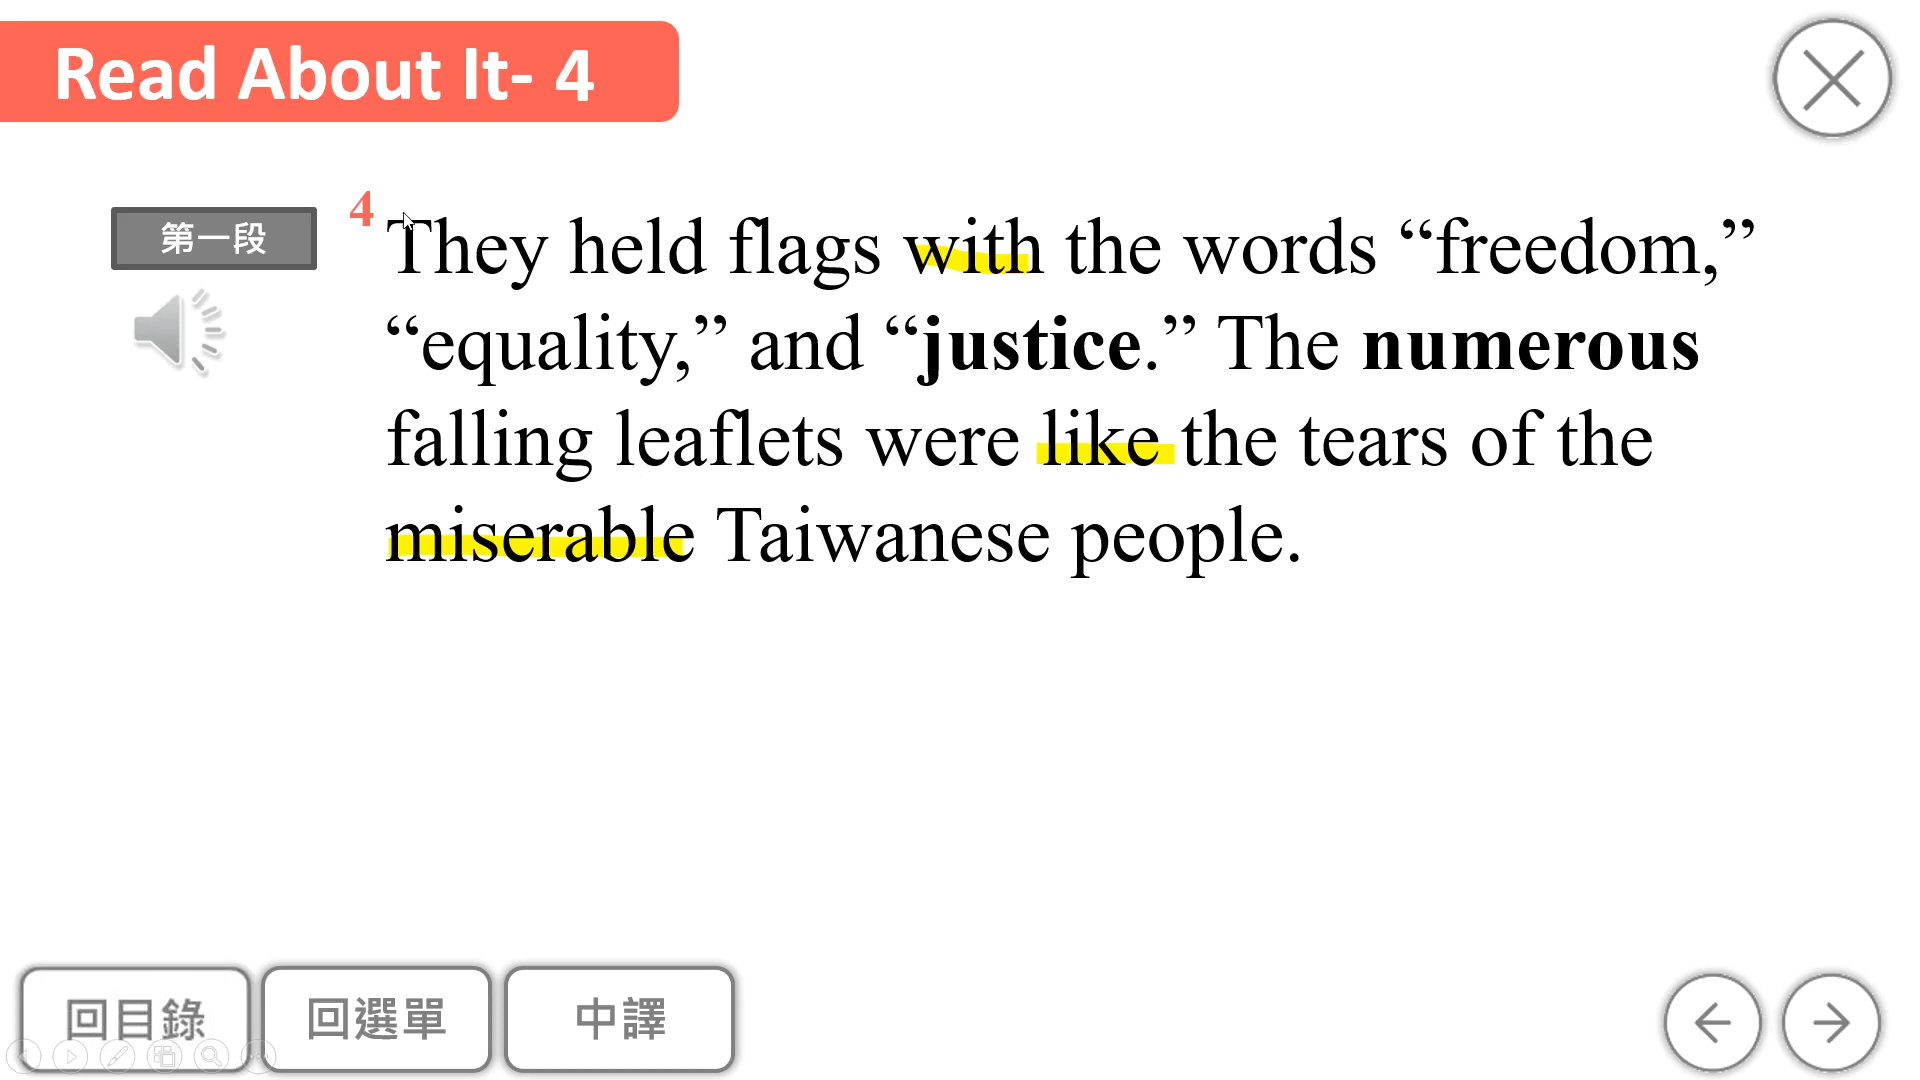 Read About It- 4
第一段
4
They held flags with the words “freedom,”
“equality,” and “justice.” The numerous
falling leaflets were like the tears of the
miserable Taiwanese people.
回目錄
回選單
中譯